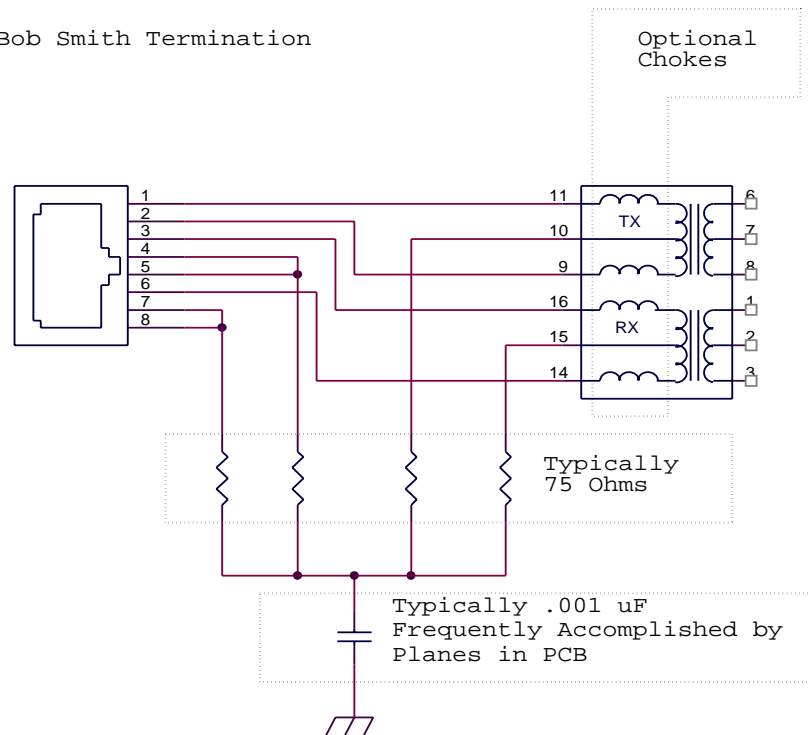 Bob Smith Termination
Optional
Chokes
1
2
3
4
5
6
7
8
11
10
9
16
15
14
TX
RX
6
7
8
1
2
3
Typically
75 Ohms
Typically .001 uF
Frequently Accomplished by
Planes in PCB